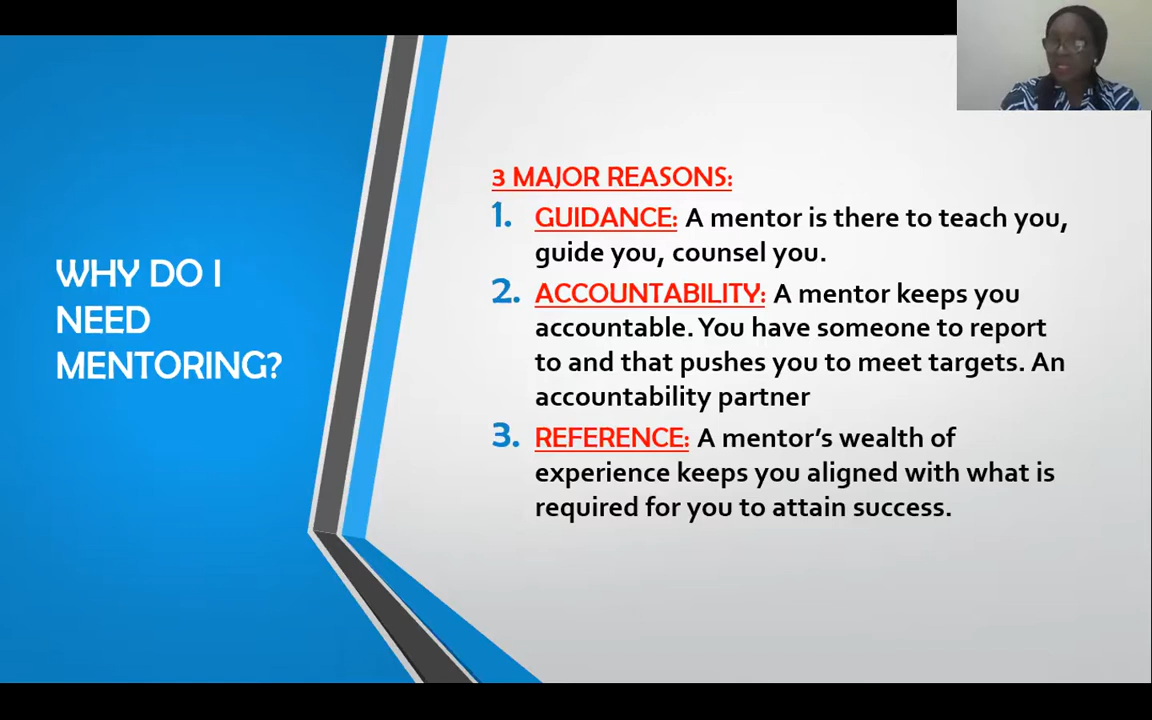 WHY DO I
NEED
MENTORING?
3 MAJOR REASONS:
1. GUIDANCE: A mentor is there to teach you,
guide you, counsel you.
2. ACCOUNTABILITY: A mentor keeps you
accountable. You have someone to report
to and that pushes you to meet targets. An
accountability partner
3. REFERENCE: A mentor’s wealth of
experience keeps you aligned with what is
required for you to attain success.